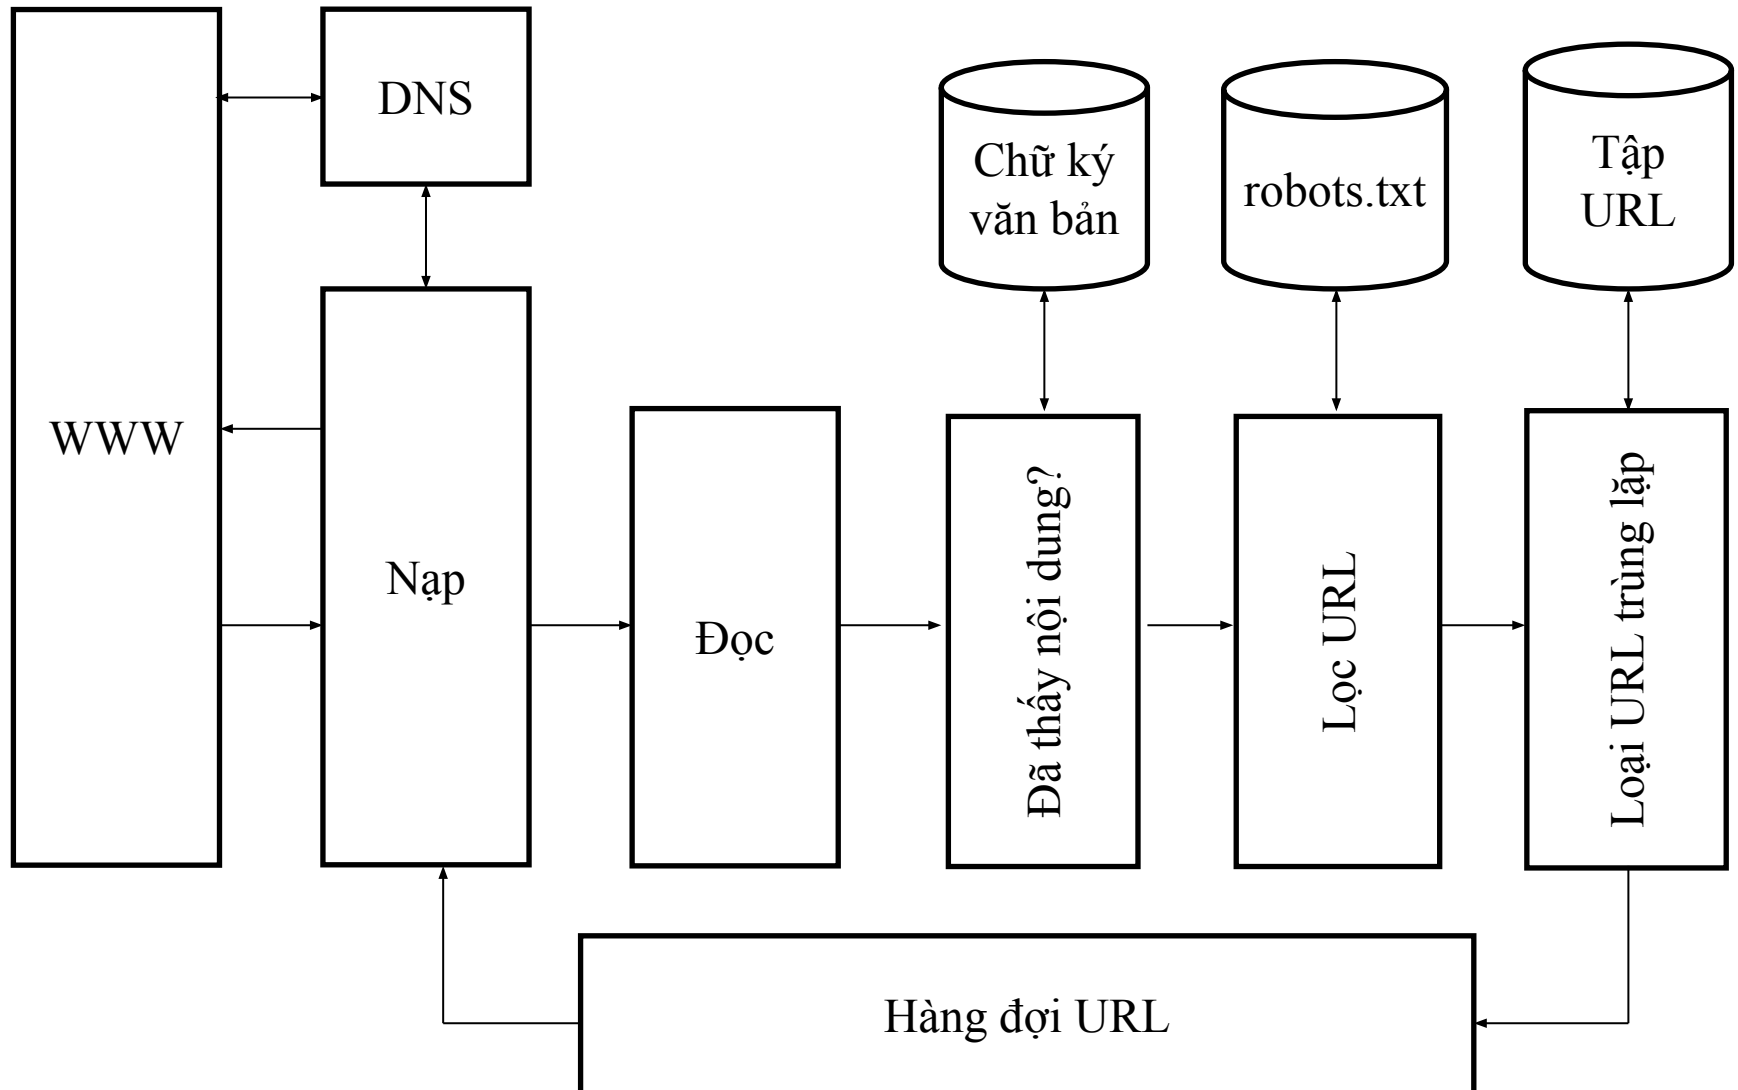 DNS
Chữ ký
văn bản
robots.txt
Tập
URL
WWW
Nạp
Đọc
Đã thấy nội dung?
Lọc URL
Loại URL trùng lặp
Hàng đợi URL